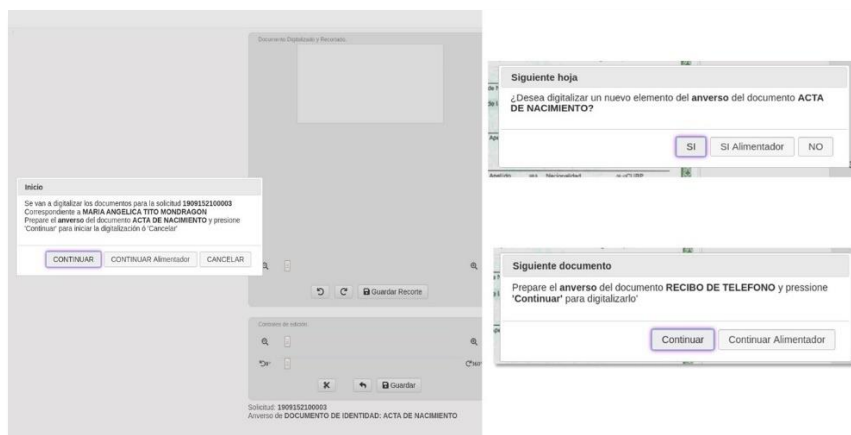 Documento Digitalizado y Recortado.
Inicio
Se van a digitalizar los documentos para la solicitud 1909152100003
Correspondiente a MARIA ANGELICA TITO MONDRAGON
Prepare el anverso del documento ACTA DE NACIMIENTO y presione
'Continuar' para iniciar la digitalización ó 'Cancelar'
CONTINUAR CONTINUAR Alimentador CANCELAR
Guardar Recorte
Controles de edición
Guardar
Solicitud: 1909152100003
Anverso de DOCUMENTO DE IDENTIDAD: ACTA DE NACIMIENTO
Siguiente hoja
¿Desea digitalizar un nuevo elemento del anverso del documento ACTA
DE NACIMIENTO?
SI SI Alimentador NO
Nacionalidad
Siguiente documento
Prepare el anverso del documento RECIBO DE TELEFONO y pressione
'Continuar' para digitalizarlo'
Continuar Continuar Alimentador